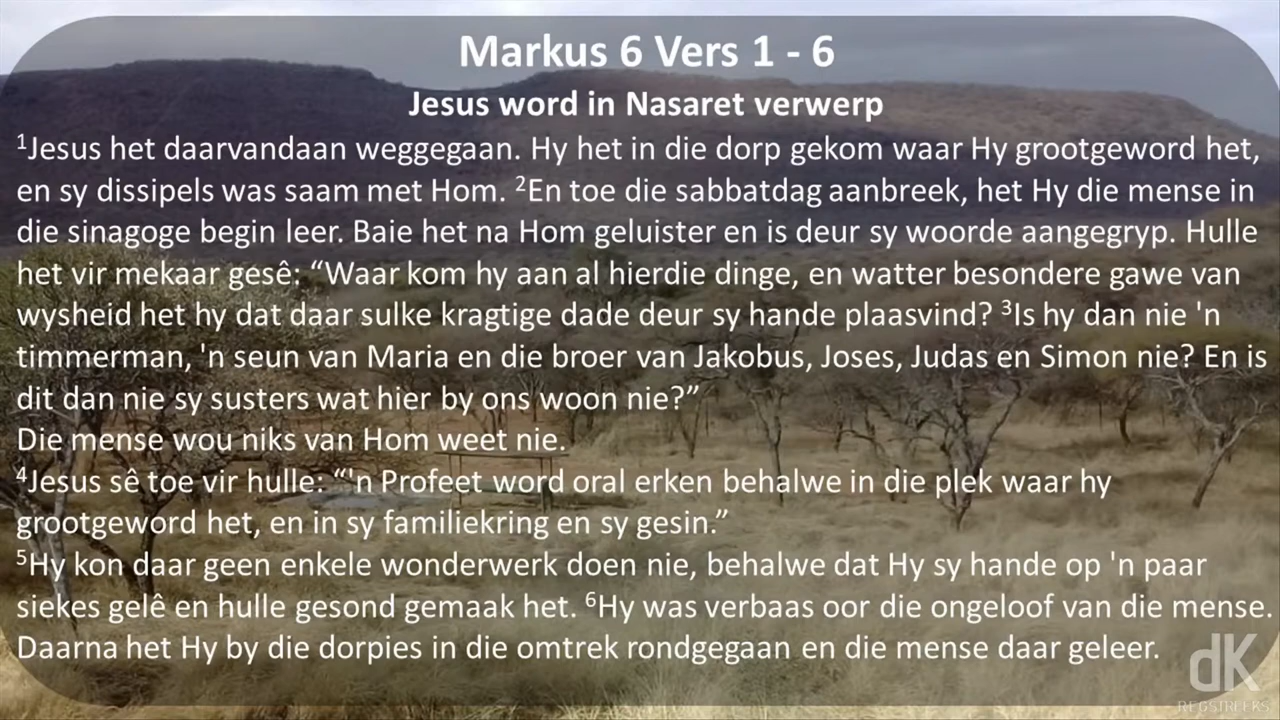 Markus 6 Vers 1 - 6
Jesus word in Nasaret verwerp
¹Jesus het daarvandaan weggegaan. Hy het in die dorp gekom waar Hy grootgeword het,
en sy dissipels was saam met Hom. ²En toe die sabbatdag aanbreek, het Hy die mense in
die sinagoge begin leer. Baie het na Hom geluister en is deur sy woorde aangegryp. Hulle
het vir mekaar gesê: “Waar kom hy aan al hierdie dinge, en watter besondere gawe van
wysheid het hy dat daar sulke kragtige dade deur sy hande plaasvind? ³Is hy dan nie 'n
timmerman, 'n seun van Maria en die broer van Jakobus, Joses, Judas en Simon nie? En is
dit dan nie sy susters wat hier by ons woon nie?”
Die mense wou niks van Hom weet nie.
⁴Jesus sê toe vir hulle: “'n Profeet word oral erken behalwe in die plek waar hy
grootgeword het, en in sy familiekring en sy gesin.”
⁵Hy kon daar geen enkele wonderwerk doen nie, behalwe dat Hy sy hande op 'n paar
siekes gelê en hulle gesond gemaak het. ⁶Hy was verbaas oor die ongeloof van die mense.
Daarna het Hy by die dorpies in die omtrek rondgegaan en die mense daar geleer.
dK
REGSTREEKS